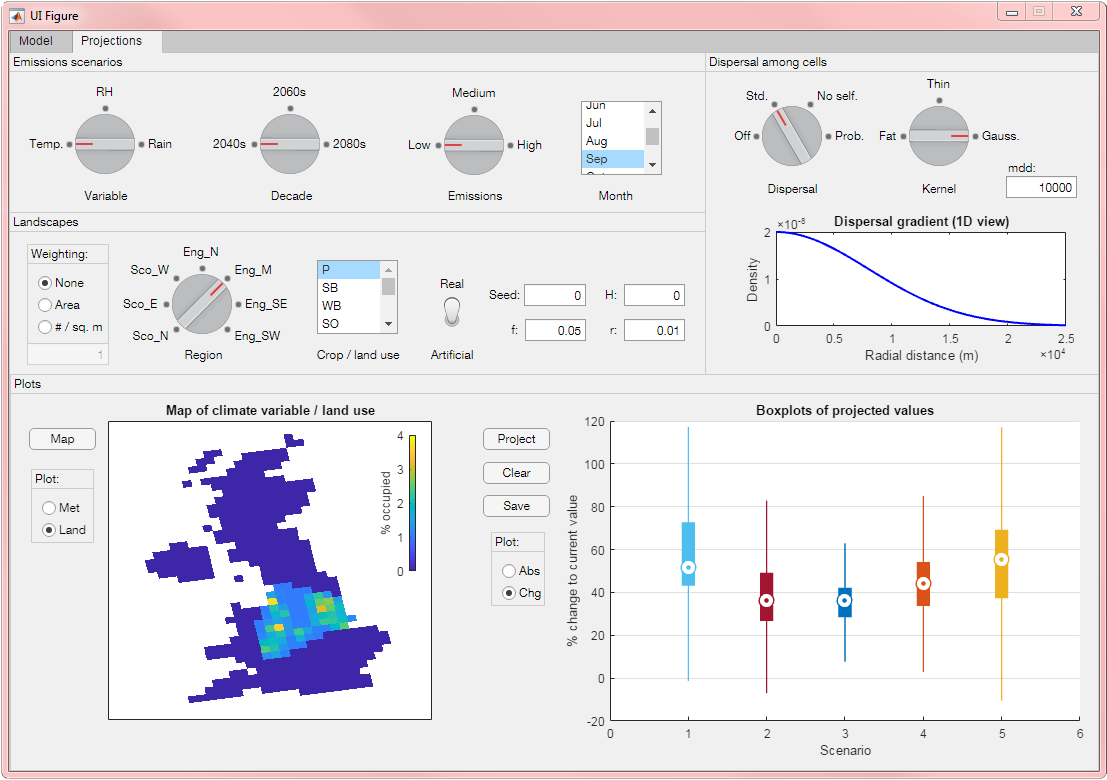 UI Figure
Model Projections
Emissions scenarios
RH
Temp. Rain
Variable
2060s
2040s 2080s
Decade
Medium
Low High
Emissions
Jun
Jul
Aug
Sep
Month
Dispersal among cells
Std. No self.
Off Prob.
Dispersal
Thin
Fat Gauss.
Kernel
mdd:
10000
Dispersal gradient (1D view)
×10⁻⁸
2
1
0
Density
0 0.5 1 1.5 2 2.5
×10⁴
Radial distance (m)
Landscapes
Weighting:
None
Area
# / sq. m
1
Eng_N
Sco_W Eng_M
Sco_E Eng_SE
Sco_N Eng_SW
Region
P
SB
WB
SO
Crop / land use
Real
Artificial
Seed: 0 H: 0
f: 0.05 r: 0.01
Plots
Map
Plot:
Met
Land
Map of climate variable / land use
4
3
2
1
0
% occupied
Project
Clear
Save
Plot:
Abs
Chg
Boxplots of projected values
120
100
80
60
40
20
0
-20
% change to current value
0 1 2 3 4 5 6
Scenario